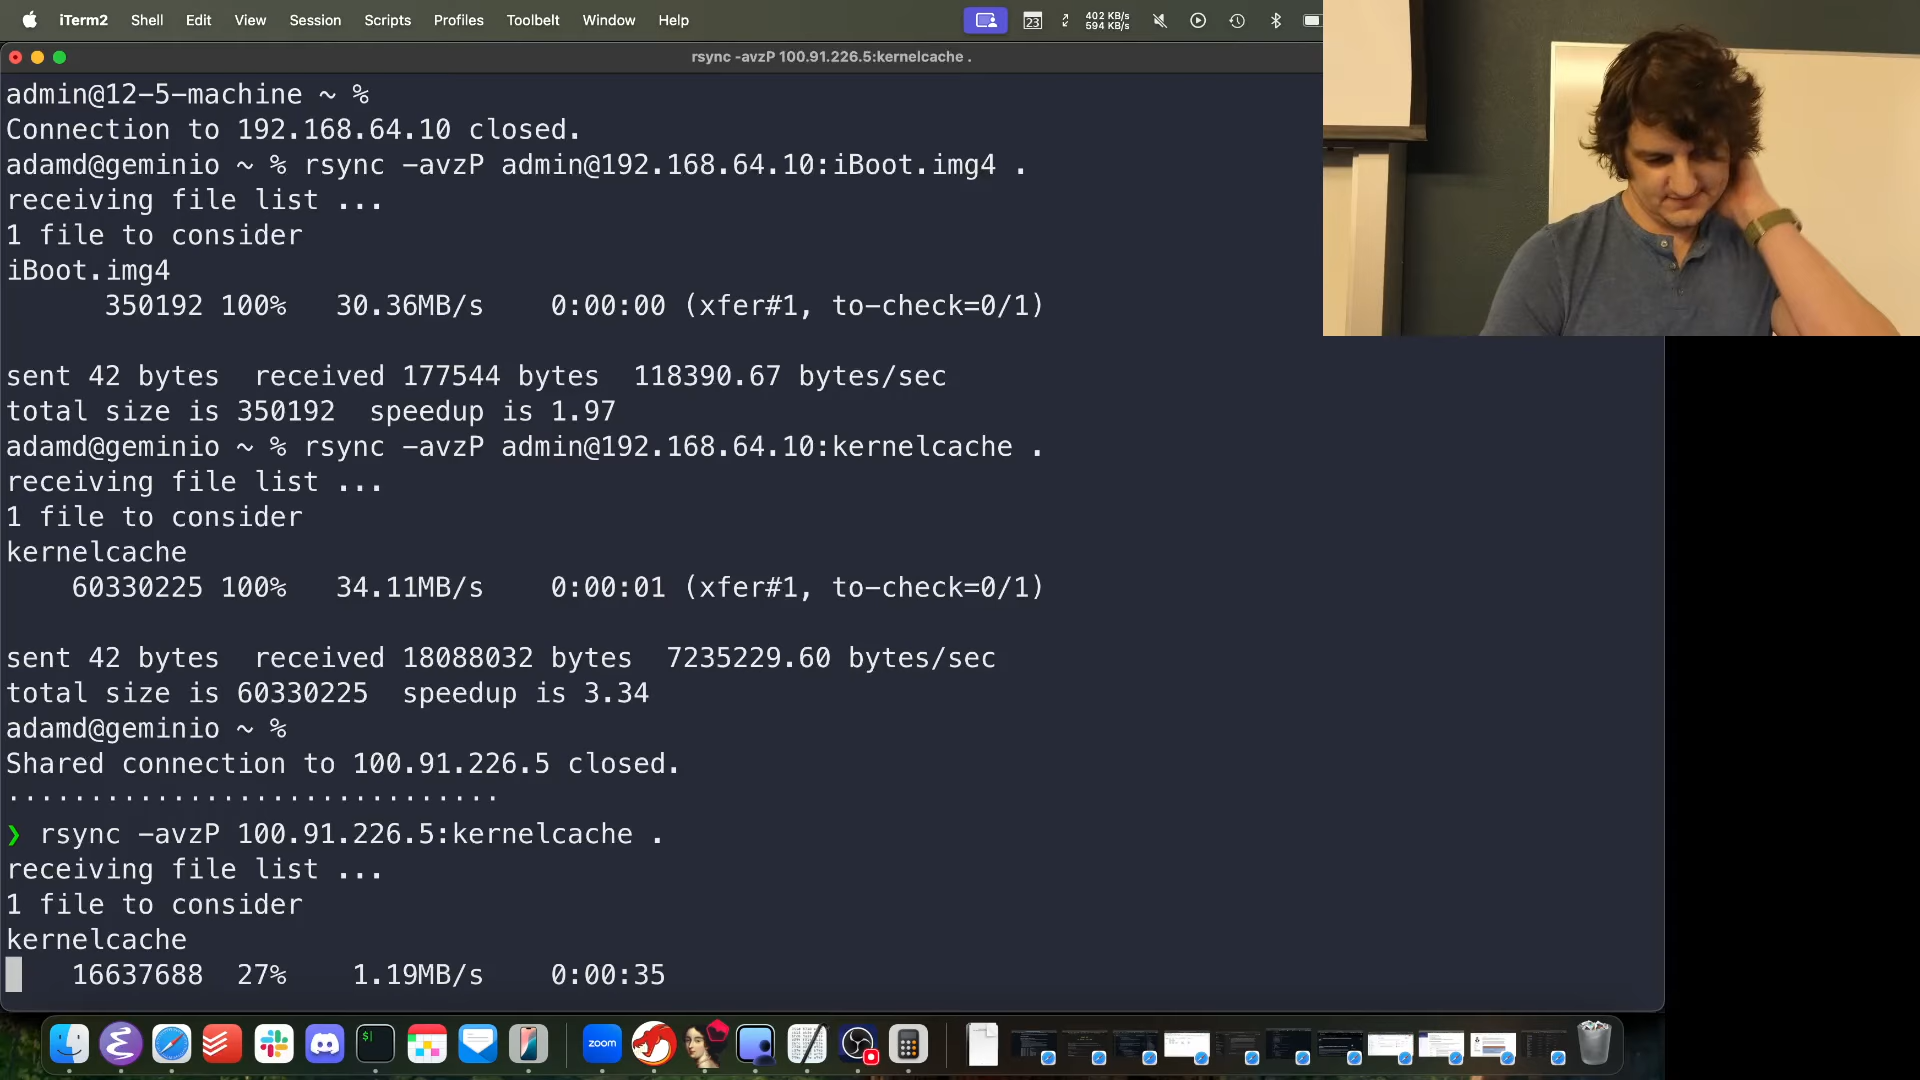 iTerm2 Shell Edit View Session Scripts Profiles Toolbelt Window Help 23 402 KB/s
594 KB/s
rsync -avzP 100.91.226.5:kernelcache .
admin@12-5-machine ~ %
Connection to 192.168.64.10 closed.
adamd@geminio ~ % rsync -avzP admin@192.168.64.10:iBoot.img4 .
receiving file list ...
1 file to consider
iBoot.img4
350192 100% 30.36MB/s 0:00:00 (xfer#1, to-check=0/1)
sent 42 bytes received 177544 bytes 118390.67 bytes/sec
total size is 350192 speedup is 1.97
adamd@geminio ~ % rsync -avzP admin@192.168.64.10:kernelcache .
receiving file list ...
1 file to consider
kernelcache
60330225 100% 34.11MB/s 0:00:01 (xfer#1, to-check=0/1)
sent 42 bytes received 18088032 bytes 7235229.60 bytes/sec
total size is 60330225 speedup is 3.34
adamd@geminio ~ %
Shared connection to 100.91.226.5 closed.
..............................
❯ rsync -avzP 100.91.226.5:kernelcache .
receiving file list ...
1 file to consider
kernelcache
16637688 27% 1.19MB/s 0:00:35
$
zoom